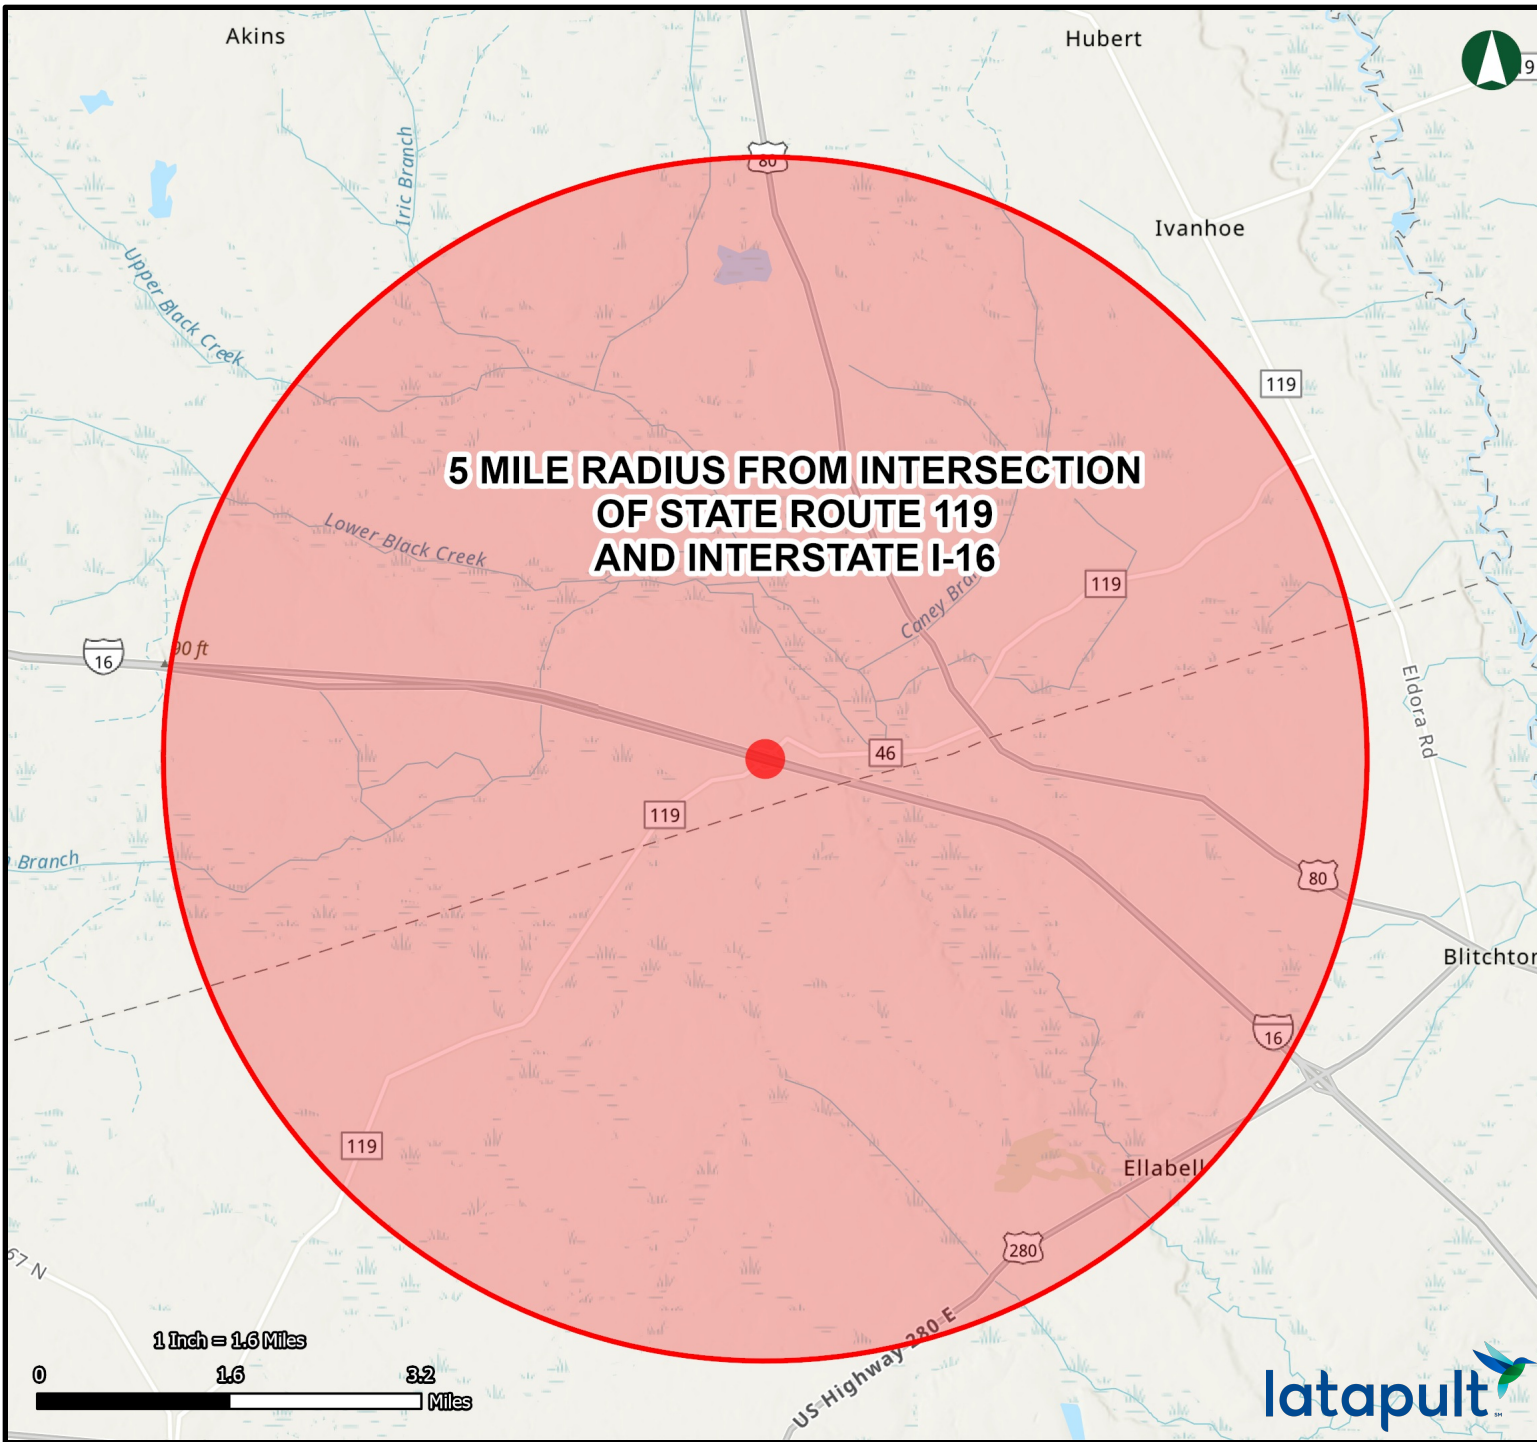 Akins
Hubert
9
80
Iric Branch
Ivanhoe
Upper Black Creek
119
5 MILE RADIUS FROM INTERSECTION
OF STATE ROUTE 119
AND INTERSTATE I-16
Lower Black Creek
119
Caney Bra
16
90 ft
Eldora Rd
46
119
Branch
80
Blitchton
16
119
Ellabell
280
67 N
US Highway 280 E
1 Inch = 1.6 Miles
0 1.6 3.2
Miles
latapult
SM